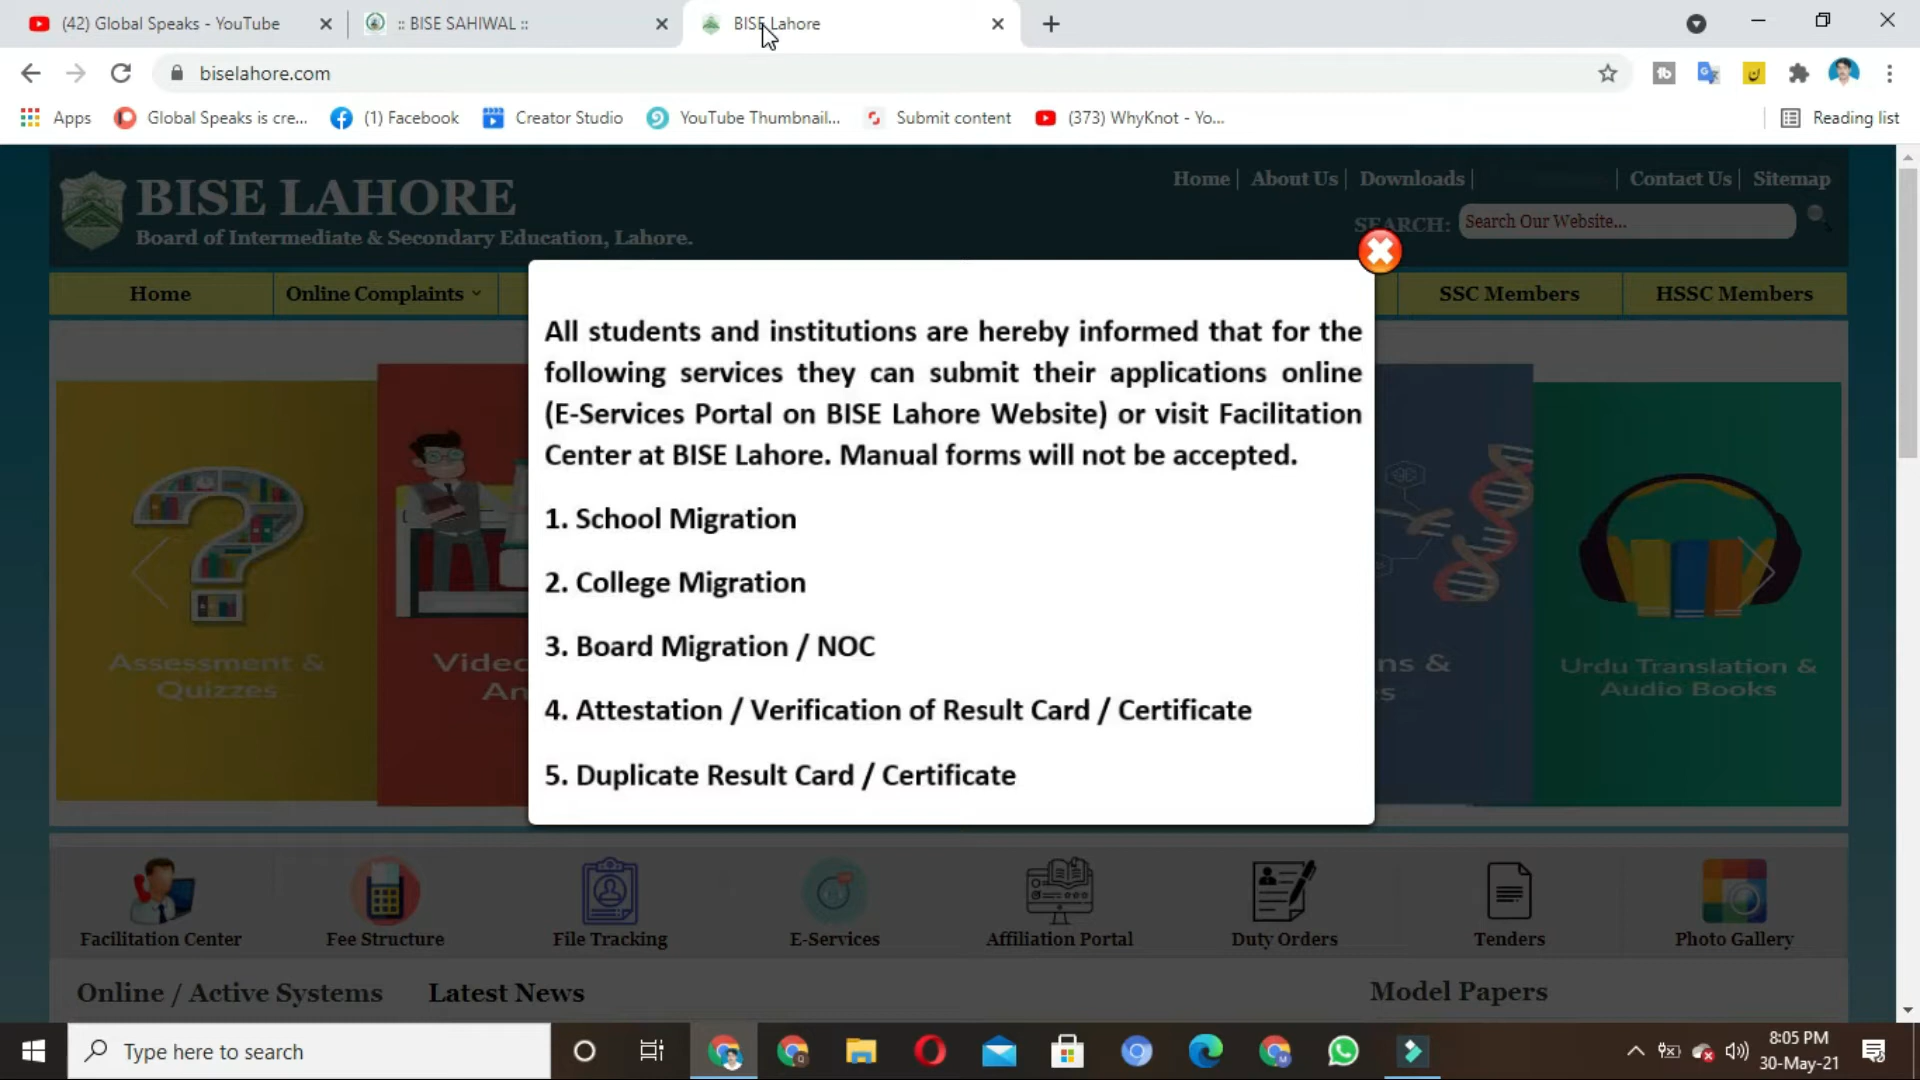 (42) Global Speaks - YouTube
:: BISE SAHIWAL ::
BISE Lahore
biselahore.com
Apps
Global Speaks is cre...
(1) Facebook
Creator Studio
YouTube Thumbnail...
Submit content
(373) WhyKnot - Yo...
Reading list
BISE LAHORE
Board of Intermediate & Secondary Education, Lahore.
Home | About Us | Downloads | | Contact Us | Sitemap
SEARCH: Search Our Website...
Home
Online Complaints
SSC Members
HSSC Members
All students and institutions are hereby informed that for the
following services they can submit their applications online
(E-Services Portal on BISE Lahore Website) or visit Facilitation
Center at BISE Lahore. Manual forms will not be accepted.
1. School Migration
2. College Migration
3. Board Migration / NOC
4. Attestation / Verification of Result Card / Certificate
5. Duplicate Result Card / Certificate
Assessment &
Quizzes
Urdu Translation &
Audio Books
Facilitation Center
Fee Structure
File Tracking
E-Services
Affiliation Portal
Duty Orders
Tenders
Photo Gallery
Online / Active Systems
Latest News
Model Papers
Type here to search
8:05 PM
30-May-21